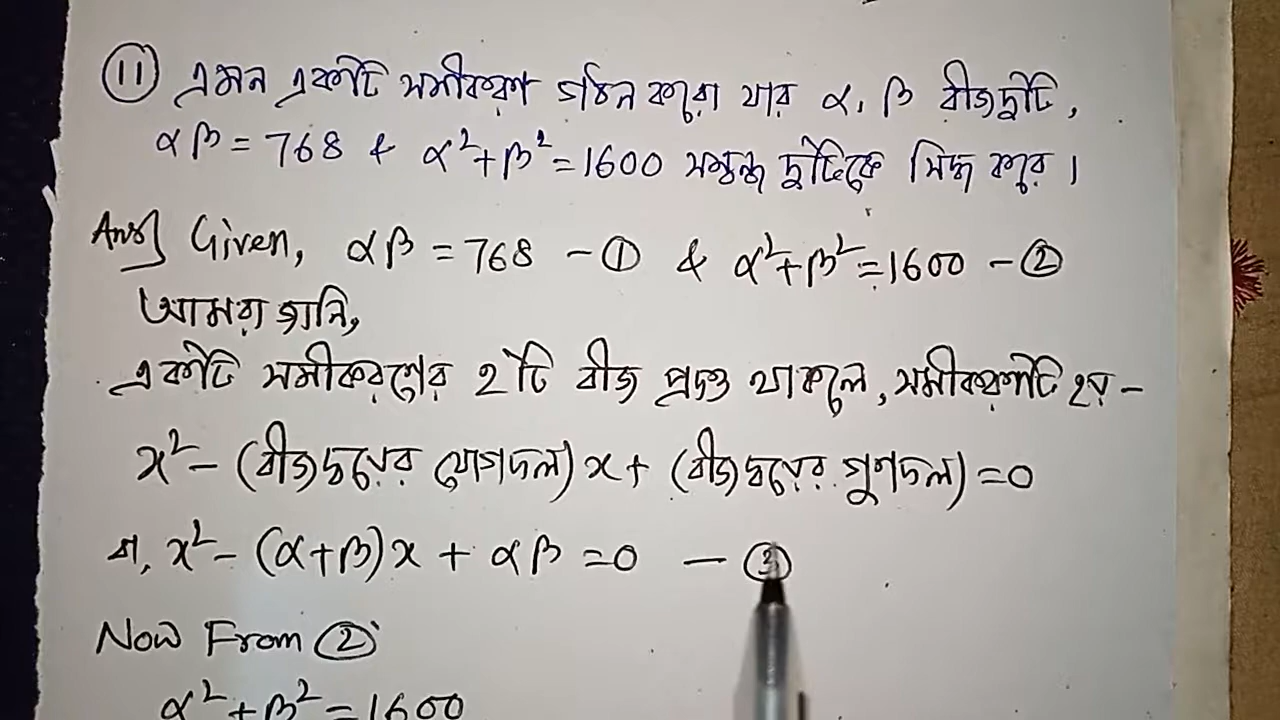 ⑪ এমন একটি সমীকরণ গঠন করো যার α, β বীজদুটি,
αβ = 768 & α²+β²=1600 সম্বন্ধ দুটিকে সিদ্ধ করে।
Ans] Given, αβ = 768 – ① & α²+β²=1600 – ②
আমরা জানি,
একটি সমীকরণের ২টি বীজ প্রদত্ত থাকলে, সমীকরণটি হয় –
x² – (বীজদ্বয়ের যোগফল)x + (বীজদ্বয়ের গুণফল) = 0
বা, x² – (α+β)x + αβ = 0 – ③
Now From ②
α²+β² = 1600